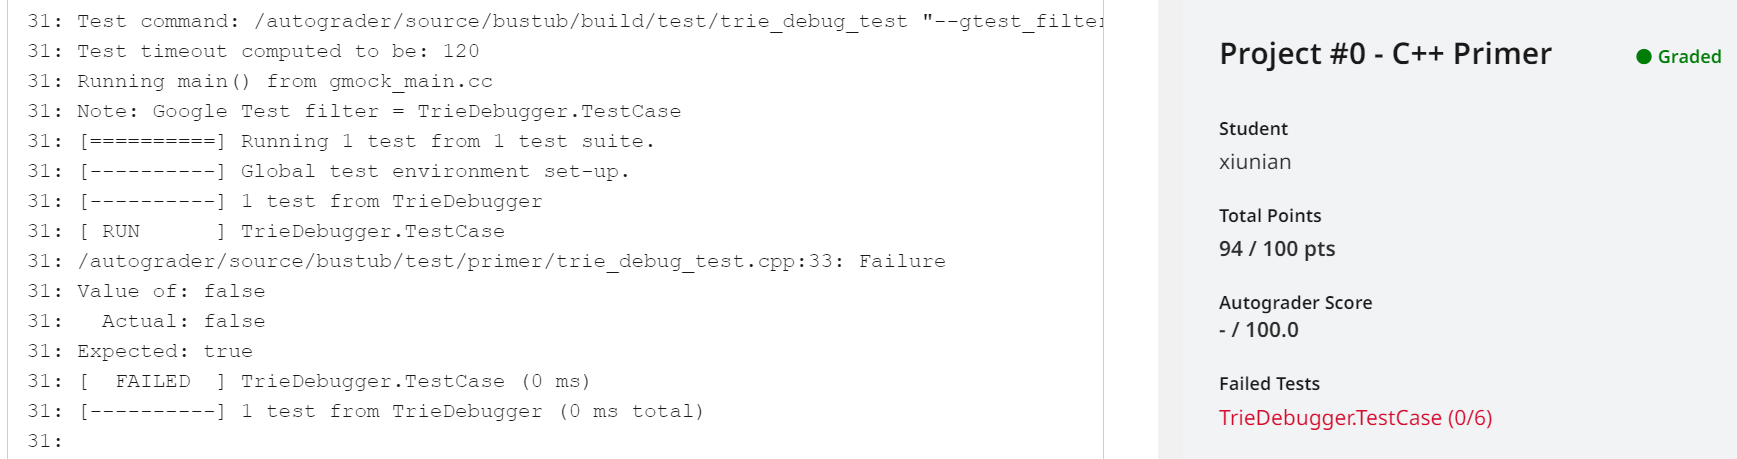 31: Test command: /autograder/source/bustub/build/test/trie_debug_test "--gtest_filter
31: Test timeout computed to be: 120
31: Running main() from gmock_main.cc
31: Note: Google Test filter = TrieDebugger.TestCase
31: [==========] Running 1 test from 1 test suite.
31: [----------] Global test environment set-up.
31: [----------] 1 test from TrieDebugger
31: [ RUN      ] TrieDebugger.TestCase
31: /autograder/source/bustub/test/primer/trie_debug_test.cpp:33: Failure
31: Value of: false
31:   Actual: false
31: Expected: true
31: [  FAILED  ] TrieDebugger.TestCase (0 ms)
31: [----------] 1 test from TrieDebugger (0 ms total)
31:
Project #0 - C++ Primer
Graded
Student
xiunian
Total Points
94 / 100 pts
Autograder Score
- / 100.0
Failed Tests
TrieDebugger.TestCase (0/6)